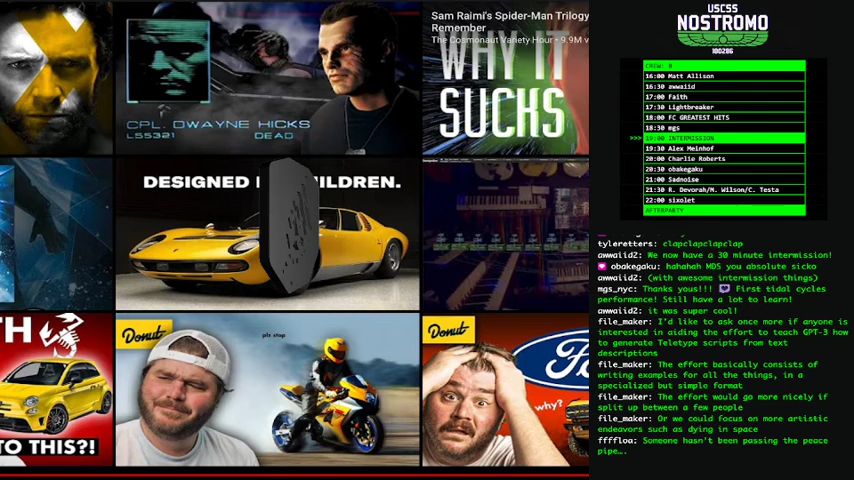 Sam Raimi's Spider-Man Trilogy
Remember
The Cosmonaut Variety Hour • 9.9M v
WHY IT
SUCKS
CPL. DWAYNE HICKS
L55321 DEAD
DESIGNED CHILDREN.
TH
TO THIS?!
Donut
plz stop
Donut
why?
USCSS
NOSTROMO
180286
CREW: 8
16:00 Matt Allison
16:30 awwaiid
17:00 Faith
17:30 Lightbreaker
18:00 FC GREATEST HITS
18:30 mgs
>>> 19:00 INTERMISSION
19:30 Alex Meinhof
20:00 Charlie Roberts
20:30 obakegaku
21:00 Sadnoise
21:30 R. Devorah/M. Wilson/C. Testa
22:00 sixolet
AFTERPARTY
tyleretters: clapclapclapclap
awwaiid2: We now have a 30 minute intermission!
obakegaku: hahahah MDS you absolute sicko
awwaiid2: (with awesome intermission things)
mgs_nyc: Thanks yous!!! First tidal cycles
performance! Still have a lot to learn!
awwaiid2: it was super cool!
file_maker: I'd like to ask once more if anyone is
interested in aiding the effort to teach GPT-3 how
to generate Teletype scripts from text
descriptions
file_maker: The effort basically consists of
writing examples for all the things, in a
specialized but simple format
file_maker: The effort would go more nicely if
split up between a few people
file_maker: Or we could focus on more artistic
endeavors such as dying in space
ffffloa: Someone hasn't been passing the peace
pipe….